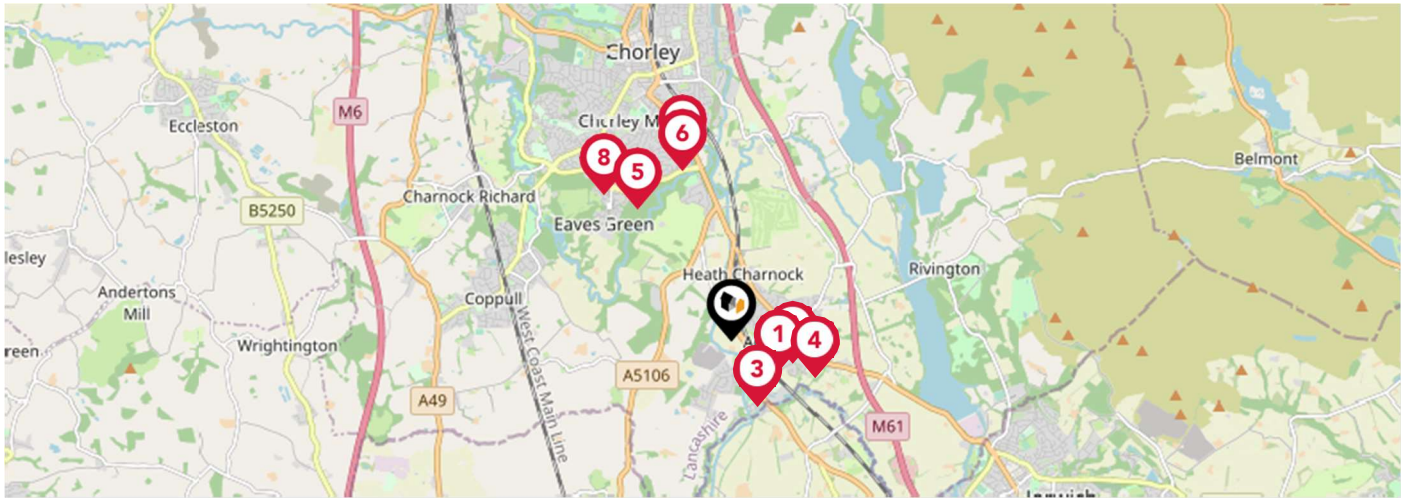 Chorley
M6
Eccleston
6
8
5
Belmont
Charnock Richard
B5250
Eaves Green
Rivington
Heath Charnock
Andertons
Mill
Coppull
West Coast Main Line
Wrightington
1
4
3
A5106
A49
Lancashire
M61